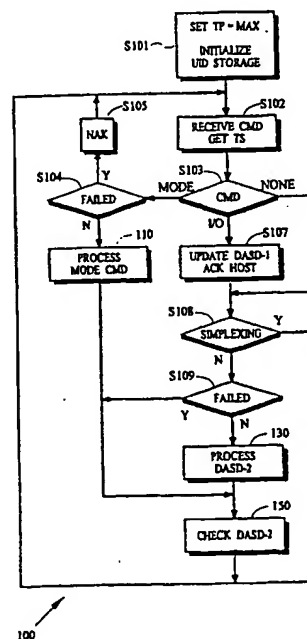 SET TP=MAX
INITIALIZE
UID STORAGE
S101
S105
NAK
S102
RECEIVE CMD
GET TS
S104
Y
S103
FAILED
MODE
CMD
NONE
N
I/O
110
S107
PROCESS
MODE CMD
UPDATE DASD-1
ACK HOST
S108
SIMPLEXING
Y
N
S109
FAILED
Y
N
130
PROCESS
DASD-2
150
CHECK DASD-2
100